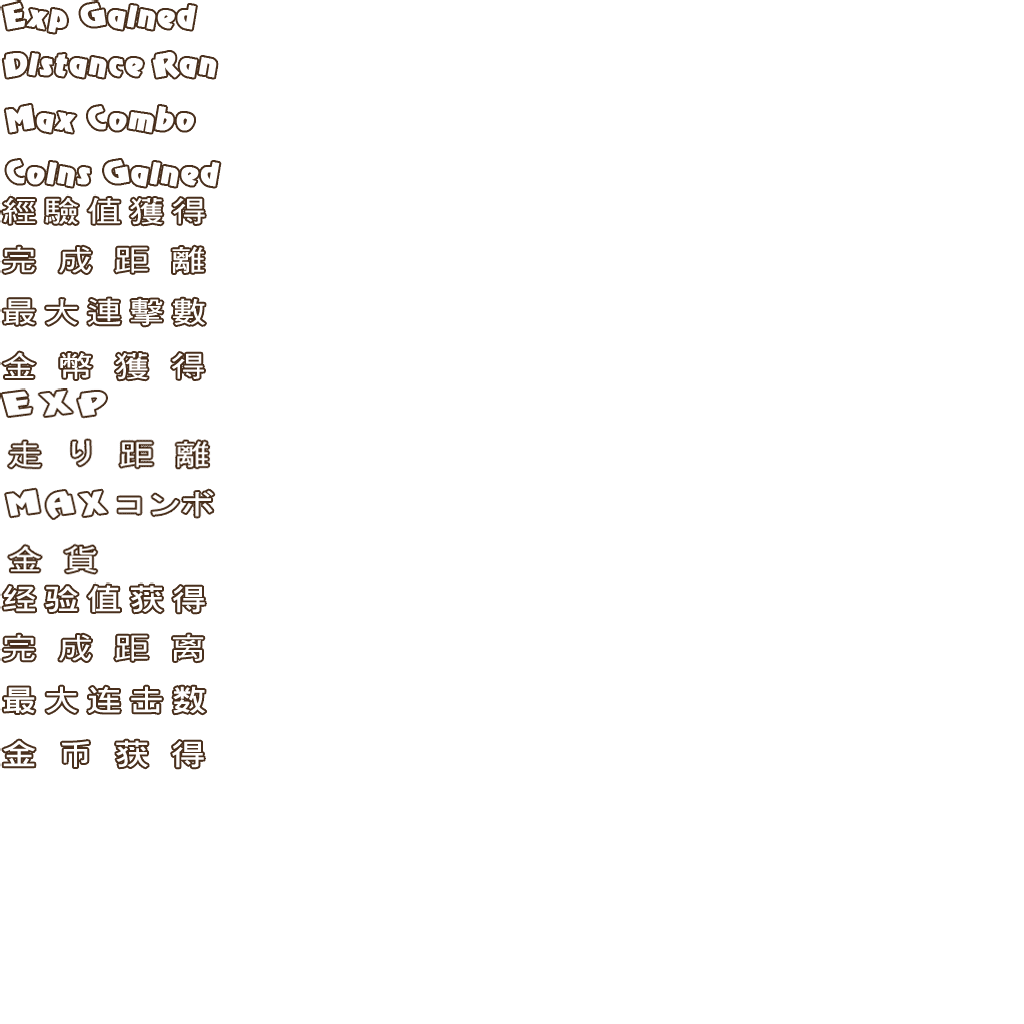 Exp Gained
Distance Ran
Max Combo
Coins Gained
經驗值獲得
完成距離
最大連擊數
金幣獲得
EXP
走り距離
MAXコンボ
金貨
经验值获得
完成距离
最大连击数
金币获得